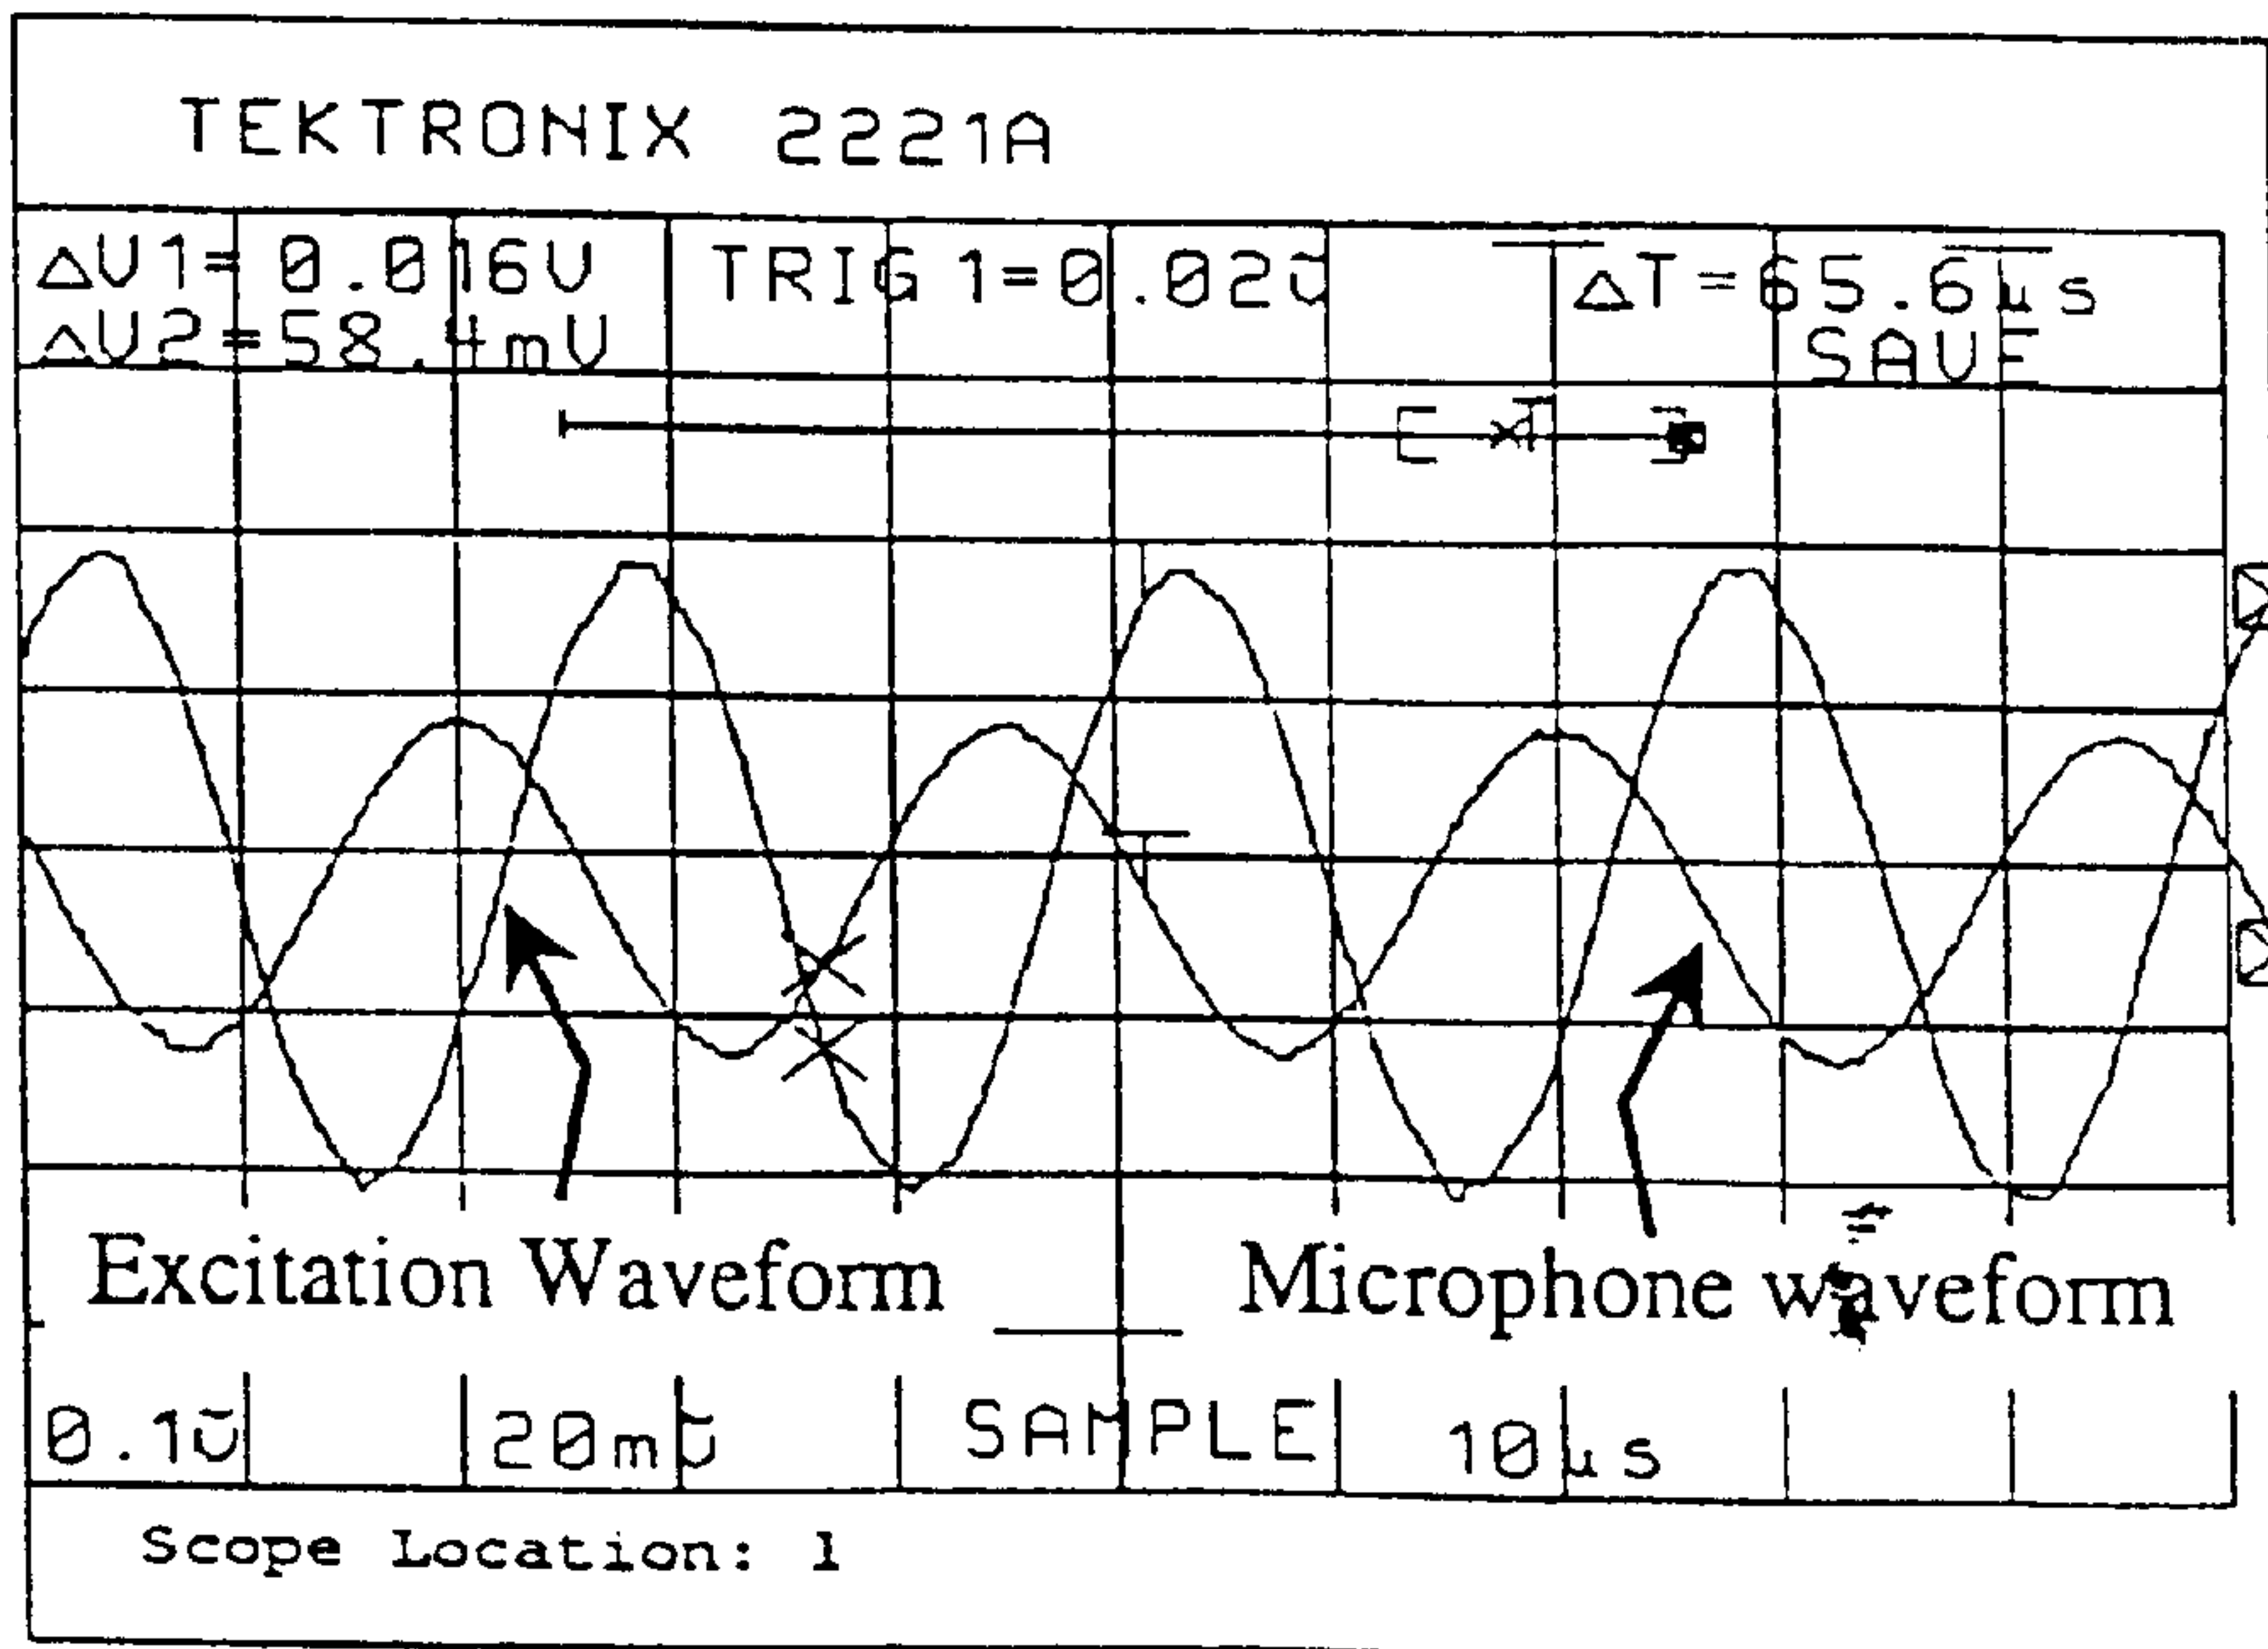 TEKTRONIX 2221A
ΔV1= 0.016V TRIG 1=0.02V ΔT=65.6μs
ΔV2=58.4mV SAVE
Excitation Waveform Microphone waveform
0.1V 20mV SAMPLE 10μs
Scope Location: 1